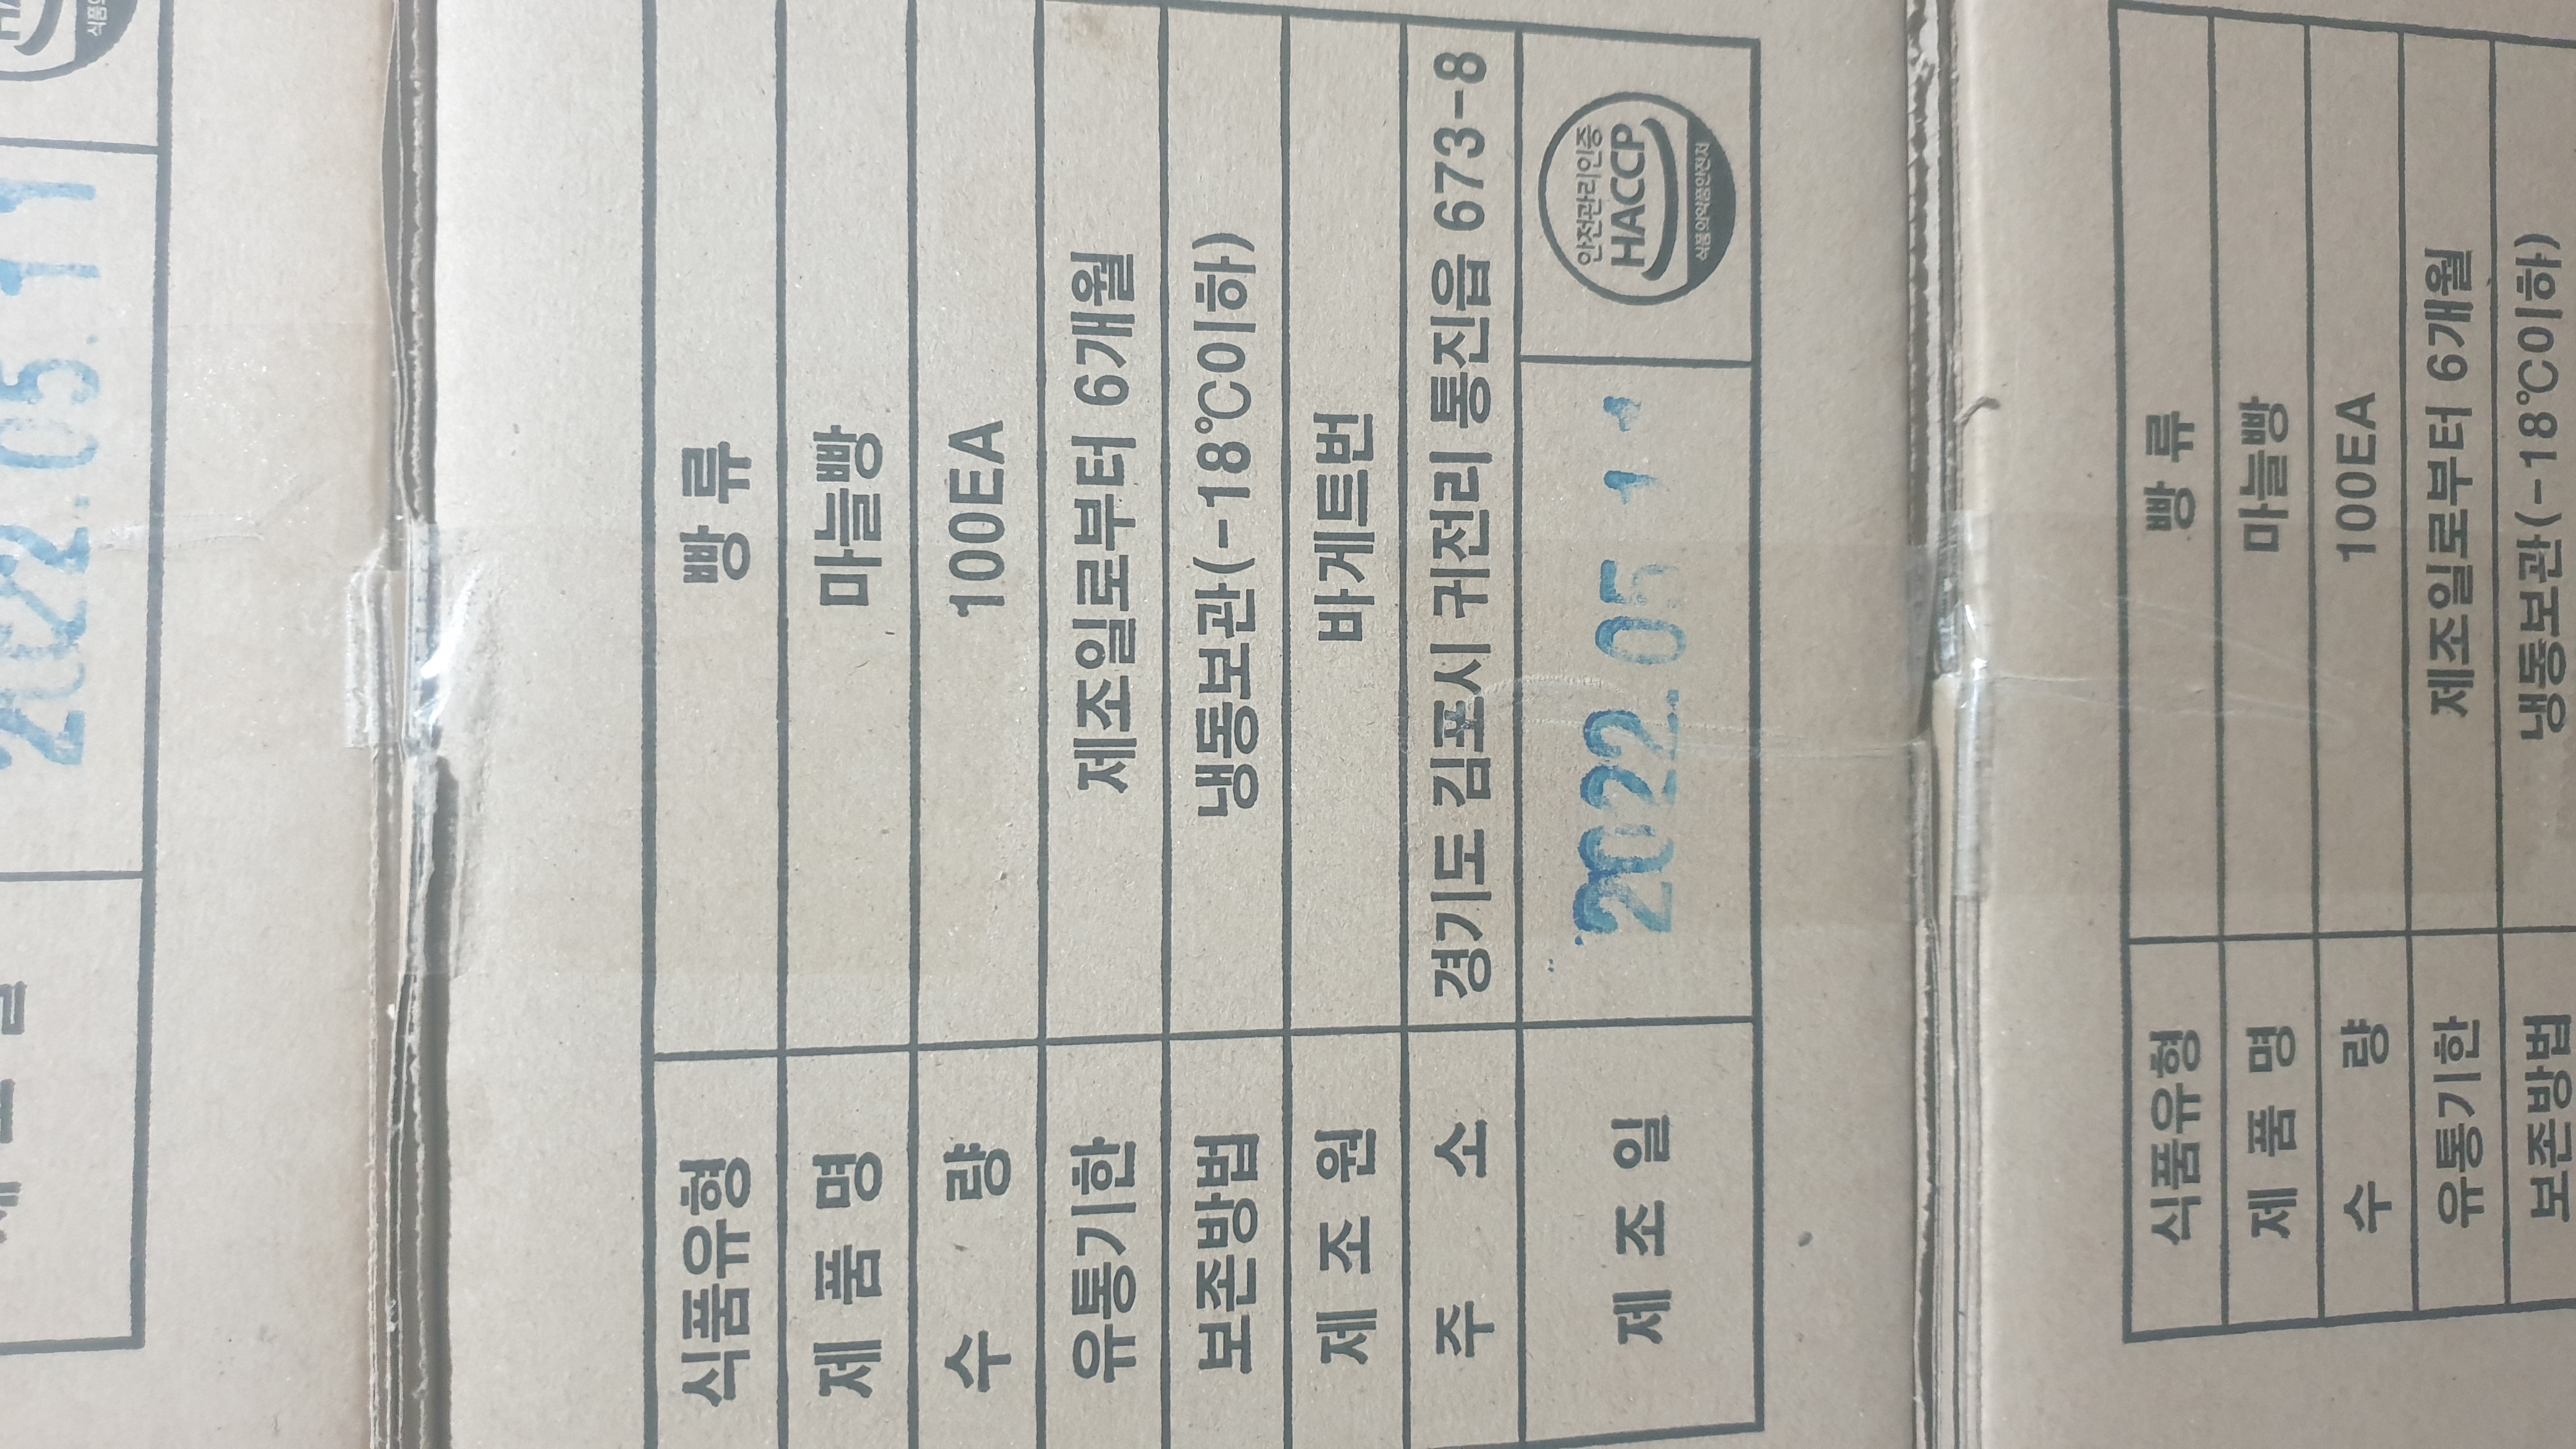 2022.05.11
식품유형 빵 류
제 품 명 마늘빵
수 량 100EA
유통기한 제조일로부터 6개월
보존방법 냉동보관(-18℃이하)
제 조 원 바게트번
주 소 경기도 김포시 귀전리 통진읍 673-8
제 조 일 2022.05 1
안전관리인증
HACCP
식품의약품안전처
식품유형 빵 류
제 품 명 마늘빵
수 량 100EA
유통기한 제조일로부터 6개월
보존방법 냉동보관(-18℃이하)